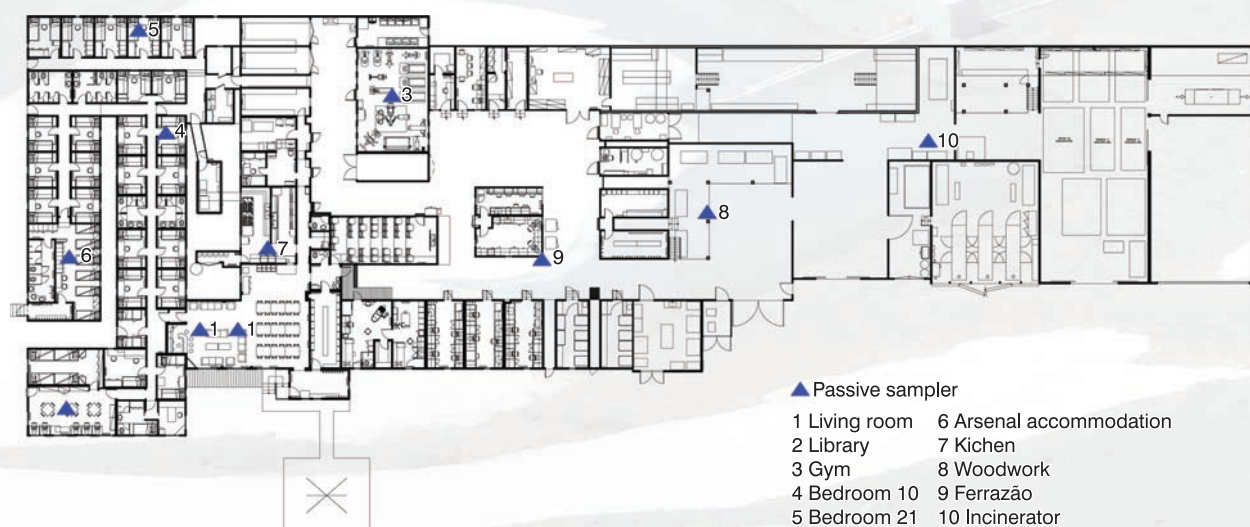 5
3
4
10
8
7
6
9
1
1
Passive sampler
1 Living room
2 Library
3 Gym
4 Bedroom 10
5 Bedroom 21
6 Arsenal accommodation
7 Kichen
8 Woodwork
9 Ferrazão
10 Incinerator